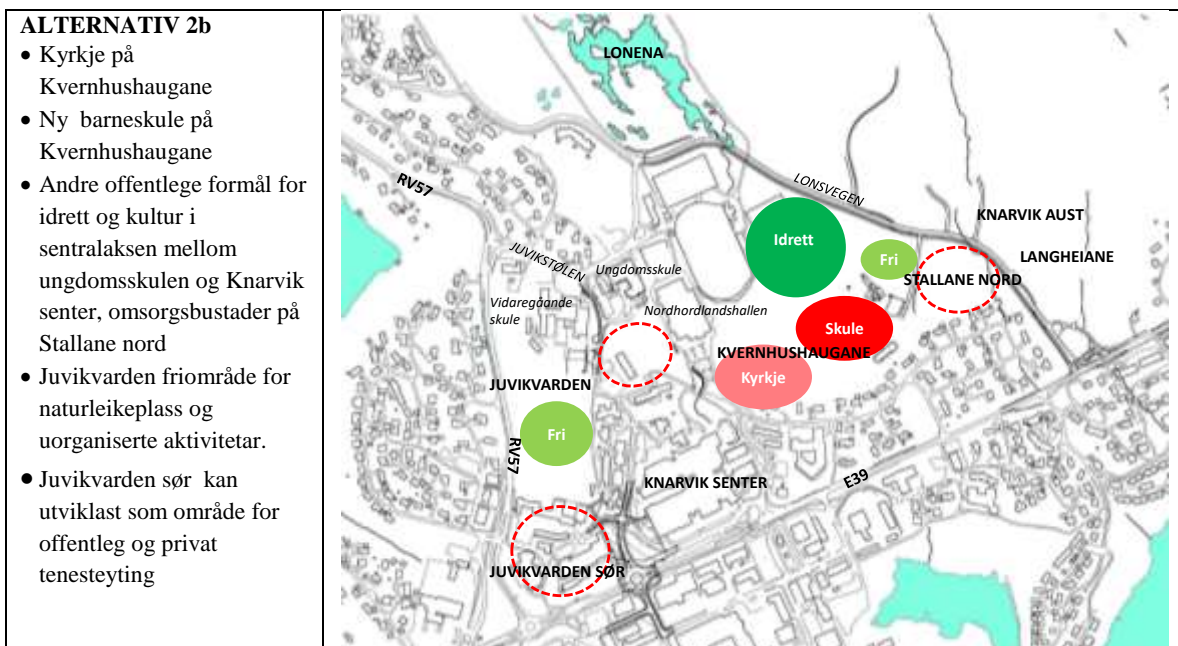 ALTERNATIV 2b
• Kyrkje på
Kvernhushaugane
• Ny barneskule på
Kvernhushaugane
• Andre offentlege formål for
idrett og kultur i
sentralaksen mellom
ungdomsskulen og Knarvik
senter, omsorgsbustader på
Stallane nord
• Juvikvarden friområde for
naturleikeplass og
uorganiserte aktivitetar.
• Juvikvarden sør kan
utviklast som område for
offentleg og privat
tenesteyting
LONENA
RV57
LONSVEGEN
KNARVIK AUST
Idrett
LANGHEIANE
JUVIKSTØLEN
Ungdomsskule
Fri
STALLANE NORD
Vidaregåande
skule
Nordhordlandshallen
Skule
KVERNHUSHAUGANE
Kyrkje
JUVIKVARDEN
Fri
RV57
KNARVIK SENTER
E39
JUVIKVARDEN SØR